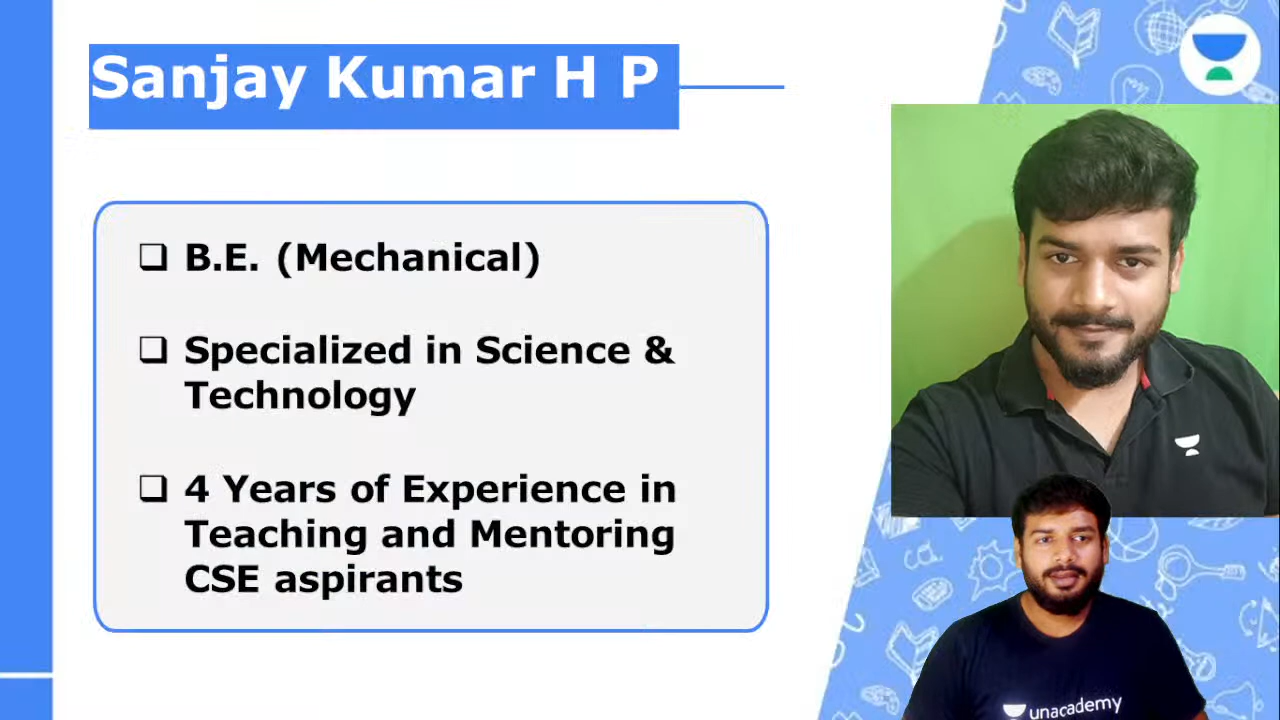 Sanjay Kumar H P
❑ B.E. (Mechanical)
❑ Specialized in Science &
Technology
❑ 4 Years of Experience in
Teaching and Mentoring
CSE aspirants
unacademy